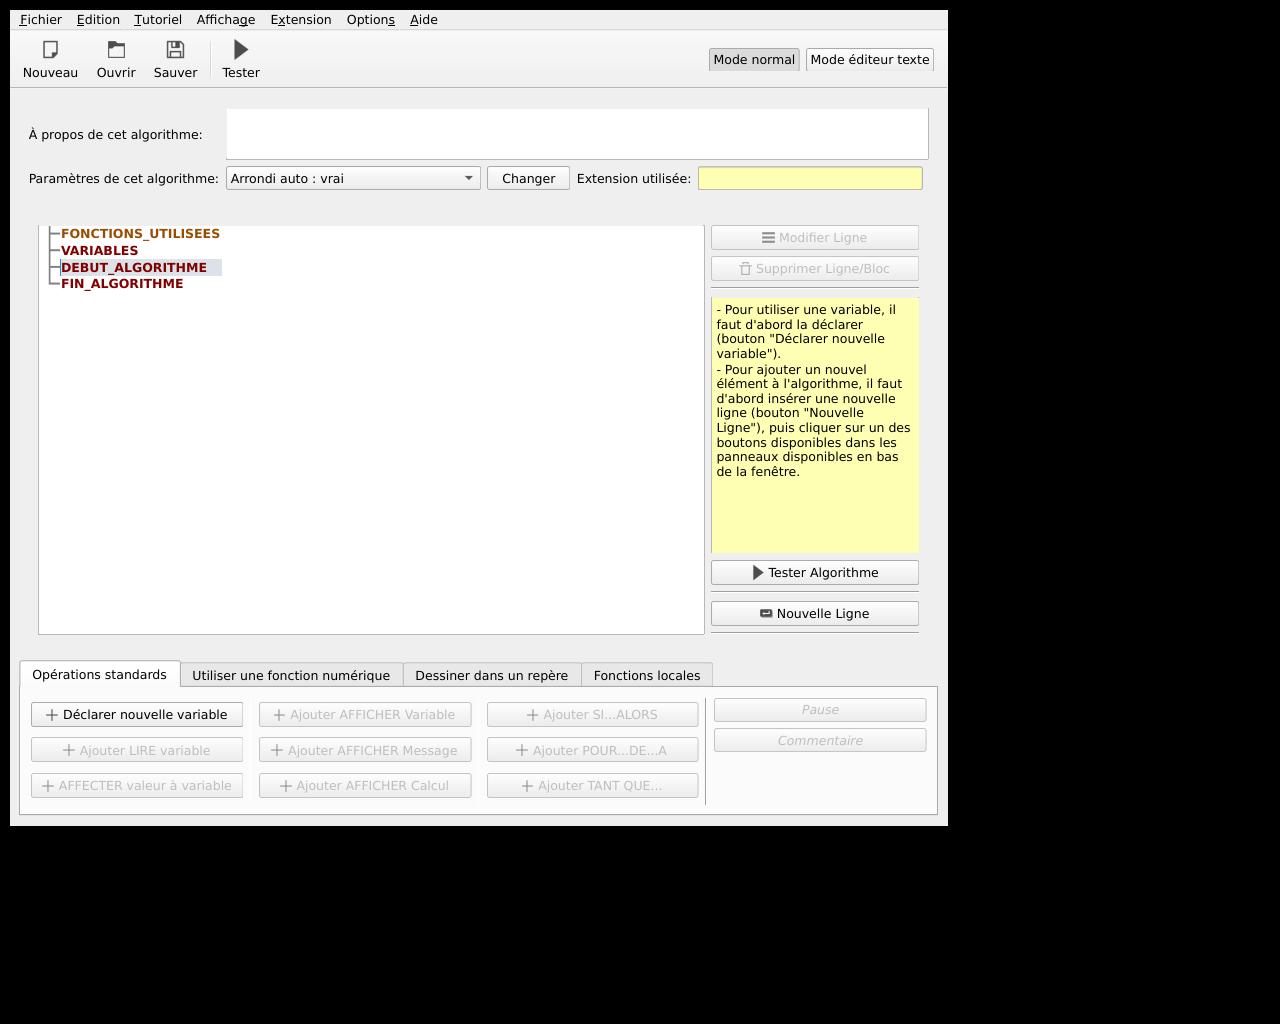 Fichier Edition Tutoriel Affichage Extension Options Aide
Nouveau Ouvrir Sauver Tester Mode normal Mode éditeur texte
À propos de cet algorithme:
Paramètres de cet algorithme: Arrondi auto : vrai Changer Extension utilisée:
FONCTIONS_UTILISEES
VARIABLES
DEBUT_ALGORITHME
FIN_ALGORITHME
Modifier Ligne
Supprimer Ligne/Bloc
- Pour utiliser une variable, il
faut d'abord la déclarer
(bouton "Déclarer nouvelle
variable").
- Pour ajouter un nouvel
élément à l'algorithme, il faut
d'abord insérer une nouvelle
ligne (bouton "Nouvelle
Ligne"), puis cliquer sur un des
boutons disponibles dans les
panneaux disponibles en bas
de la fenêtre.
Tester Algorithme
Nouvelle Ligne
Opérations standards Utiliser une fonction numérique Dessiner dans un repère Fonctions locales
Déclarer nouvelle variable Ajouter AFFICHER Variable Ajouter SI...ALORS Pause
Ajouter LIRE variable Ajouter AFFICHER Message Ajouter POUR...DE...A Commentaire
AFFECTER valeur à variable Ajouter AFFICHER Calcul Ajouter TANT QUE...